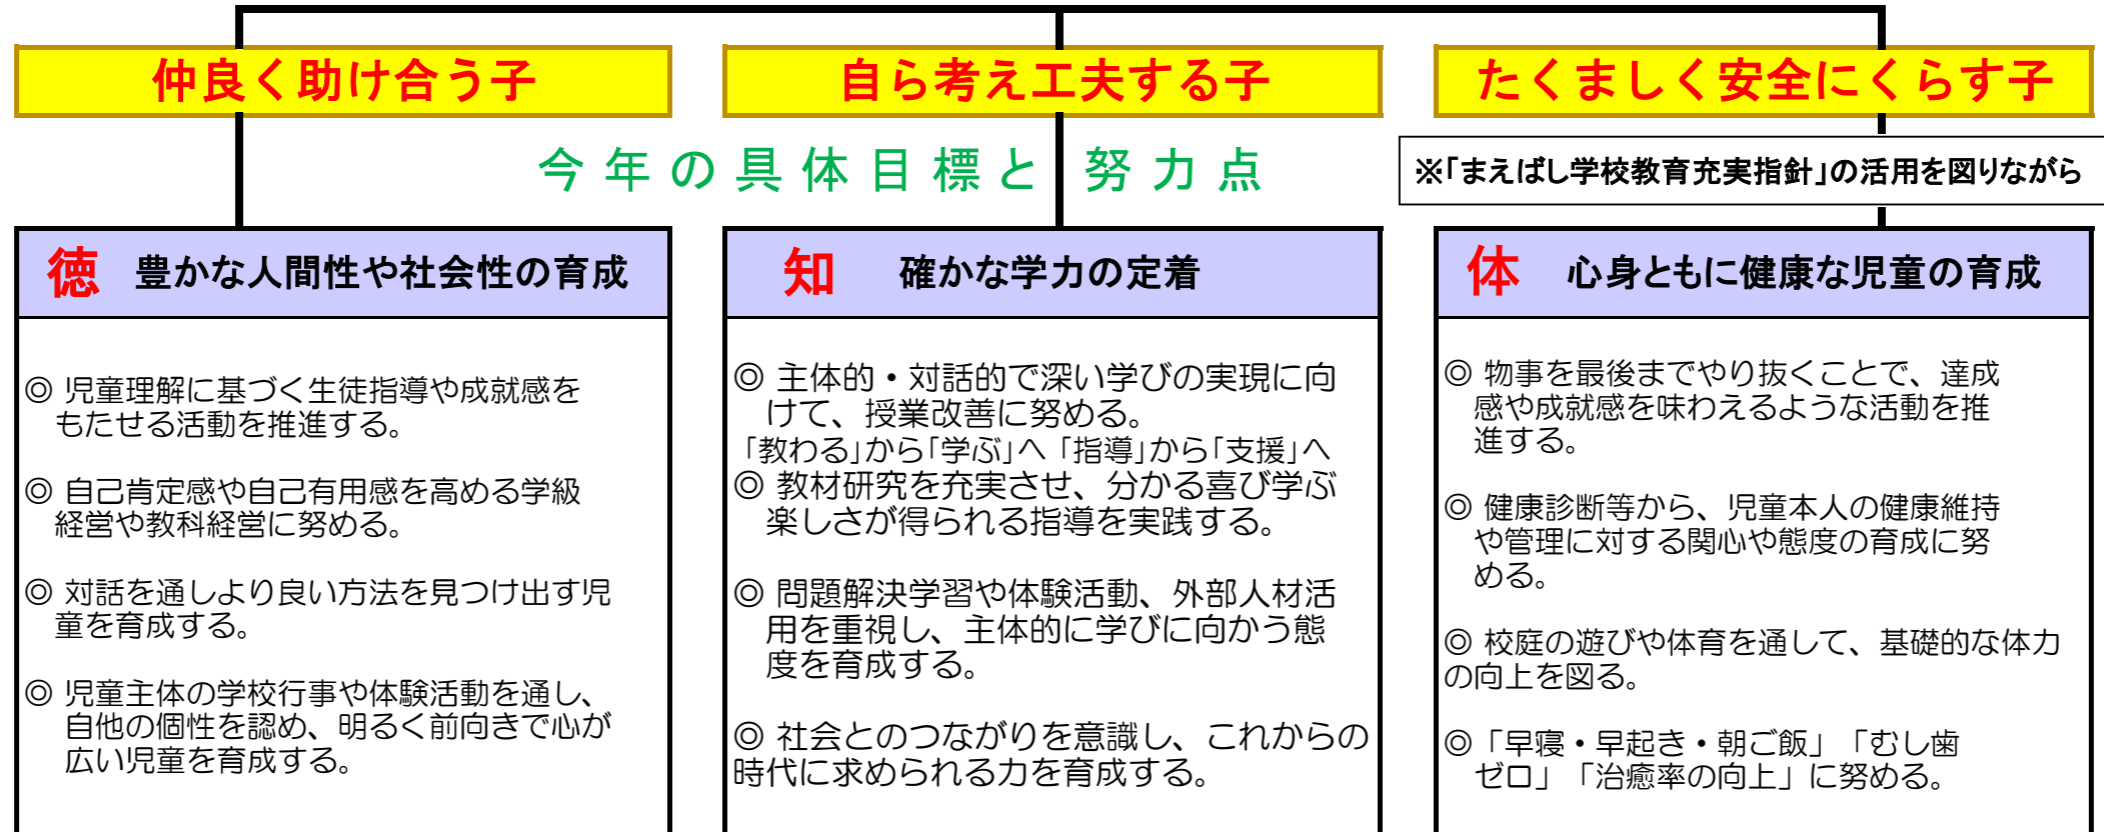 仲良く助け合う子
自ら考え工夫する子
たくましく安全にくらす子
今年の具体目標と努力点
※「まえばし学校教育充実指針」の活用を図りながら
徳 豊かな人間性や社会性の育成
◎ 児童理解に基づく生徒指導や成就感を
もたせる活動を推進する。
◎ 自己肯定感や自己有用感を高める学級
経営や教科経営に努める。
◎ 対話を通しより良い方法を見つけ出す児
童を育成する。
◎ 児童主体の学校行事や体験活動を通し、
自他の個性を認め、明るく前向きで心が
広い児童を育成する。
知 確かな学力の定着
◎ 主体的・対話的で深い学びの実現に向
けて、授業改善に努める。
「教わる」から「学ぶ」へ 「指導」から「支援」へ
◎ 教材研究を充実させ、分かる喜び学ぶ
楽しさが得られる指導を実践する。
◎ 問題解決学習や体験活動、外部人材活
用を重視し、主体的に学びに向かう態
度を育成する。
◎ 社会とのつながりを意識し、これからの
時代に求められる力を育成する。
体 心身ともに健康な児童の育成
◎ 物事を最後までやり抜くことで、達成
感や成就感を味わえるような活動を推
進する。
◎ 健康診断等から、児童本人の健康維持
や管理に対する関心や態度の育成に努
める。
◎ 校庭の遊びや体育を通して、基礎的な体力
の向上を図る。
◎「早寝・早起き・朝ご飯」「むし歯
ゼロ」「治癒率の向上」に努める。